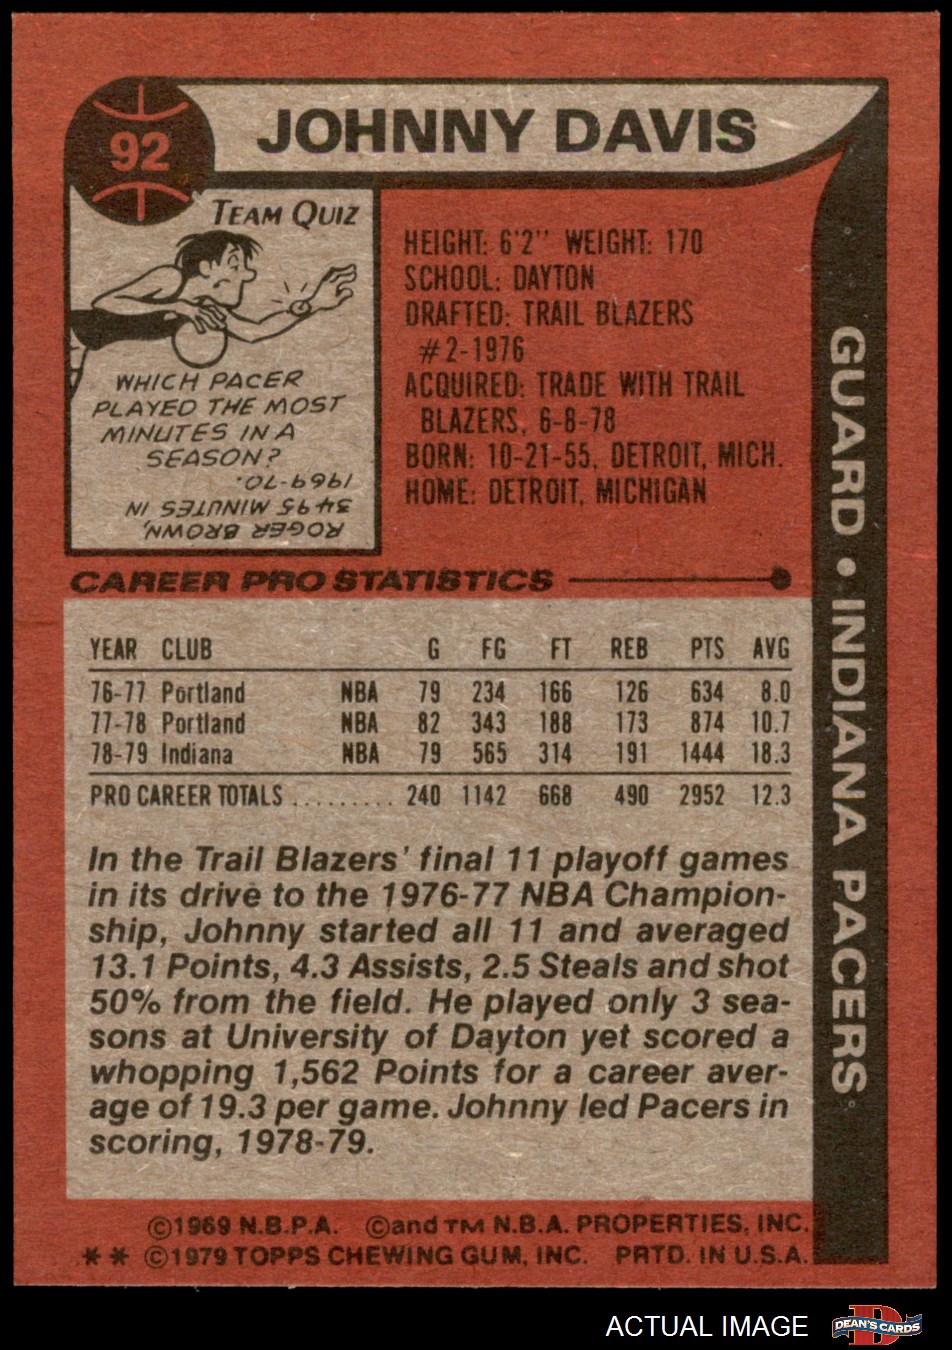 92
JOHNNY DAVIS
TEAM QUIZ
WHICH PACER
PLAYED THE MOST
MINUTES IN A
SEASON?
ROGER BROWN,
3495 MINUTES IN
1969-70.
HEIGHT: 6'2" WEIGHT: 170
SCHOOL: DAYTON
DRAFTED: TRAIL BLAZERS
#2-1976
ACQUIRED: TRADE WITH TRAIL
BLAZERS, 6-8-78
BORN: 10-21-55, DETROIT, MICH.
HOME: DETROIT, MICHIGAN
GUARD • INDIANA PACERS
CAREER PRO STATISTICS
YEAR CLUB G FG FT REB PTS AVG
76-77 Portland NBA 79 234 166 126 634 8.0
77-78 Portland NBA 82 343 188 173 874 10.7
78-79 Indiana NBA 79 565 314 191 1444 18.3
PRO CAREER TOTALS ......... 240 1142 668 490 2952 12.3
In the Trail Blazers' final 11 playoff games
in its drive to the 1976-77 NBA Champion-
ship, Johnny started all 11 and averaged
13.1 Points, 4.3 Assists, 2.5 Steals and shot
50% from the field. He played only 3 sea-
sons at University of Dayton yet scored a
whopping 1,562 Points for a career aver-
age of 19.3 per game. Johnny led Pacers in
scoring, 1978-79.
©1969 N.B.P.A. ©and TM N.B.A. PROPERTIES, INC.
** ©1979 TOPPS CHEWING GUM, INC. PRTD. IN U.S.A.
ACTUAL IMAGE
DEAN'S CARDS